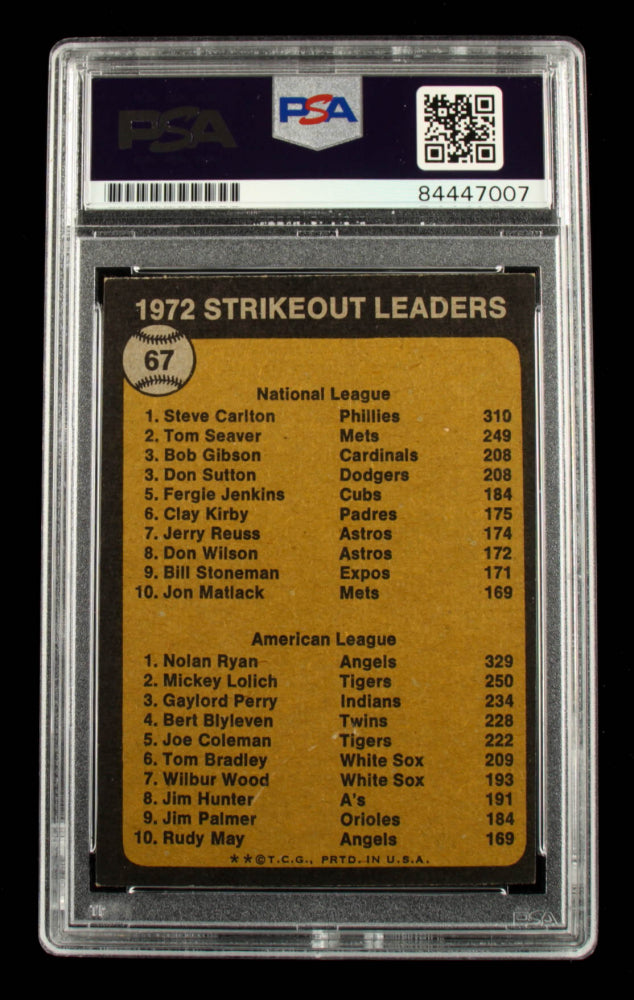 PSA
PSA
84447007
1972 STRIKEOUT LEADERS
67
National League
1. Steve Carlton Phillies 310
2. Tom Seaver Mets 249
3. Bob Gibson Cardinals 208
3. Don Sutton Dodgers 208
5. Fergie Jenkins Cubs 184
6. Clay Kirby Padres 175
7. Jerry Reuss Astros 174
8. Don Wilson Astros 172
9. Bill Stoneman Expos 171
10. Jon Matlack Mets 169
American League
1. Nolan Ryan Angels 329
2. Mickey Lolich Tigers 250
3. Gaylord Perry Indians 234
4. Bert Blyleven Twins 228
5. Joe Coleman Tigers 222
6. Tom Bradley White Sox 209
7. Wilbur Wood White Sox 193
8. Jim Hunter A's 191
9. Jim Palmer Orioles 184
10. Rudy May Angels 169
**©T.C.G., PRTD. IN U.S.A.
PSA